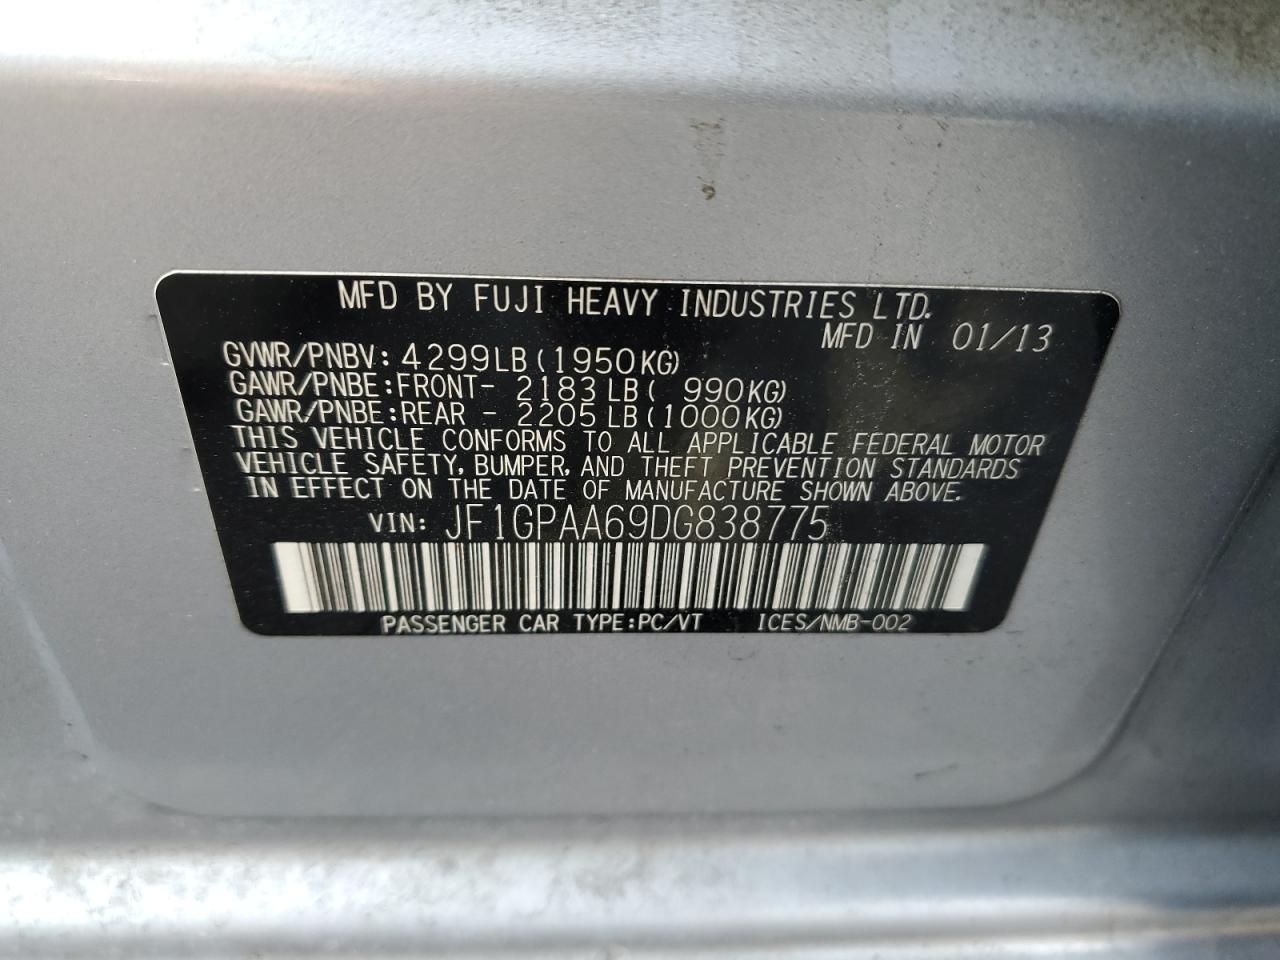 MFD BY FUJI HEAVY INDUSTRIES LTD.
MFD IN 01/13
GVWR/PNBV: 4299LB (1950KG)
GAWR/PNBE:FRONT- 2183LB ( 990KG)
GAWR/PNBE:REAR - 2205LB (1000KG)
THIS VEHICLE CONFORMS TO ALL APPLICABLE FEDERAL MOTOR
VEHICLE SAFETY, BUMPER, AND THEFT PREVENTION STANDARDS
IN EFFECT ON THE DATE OF MANUFACTURE SHOWN ABOVE.
VIN: JF1GPAA69DG838775
PASSENGER CAR TYPE:PC/VT ICES/NMB-002